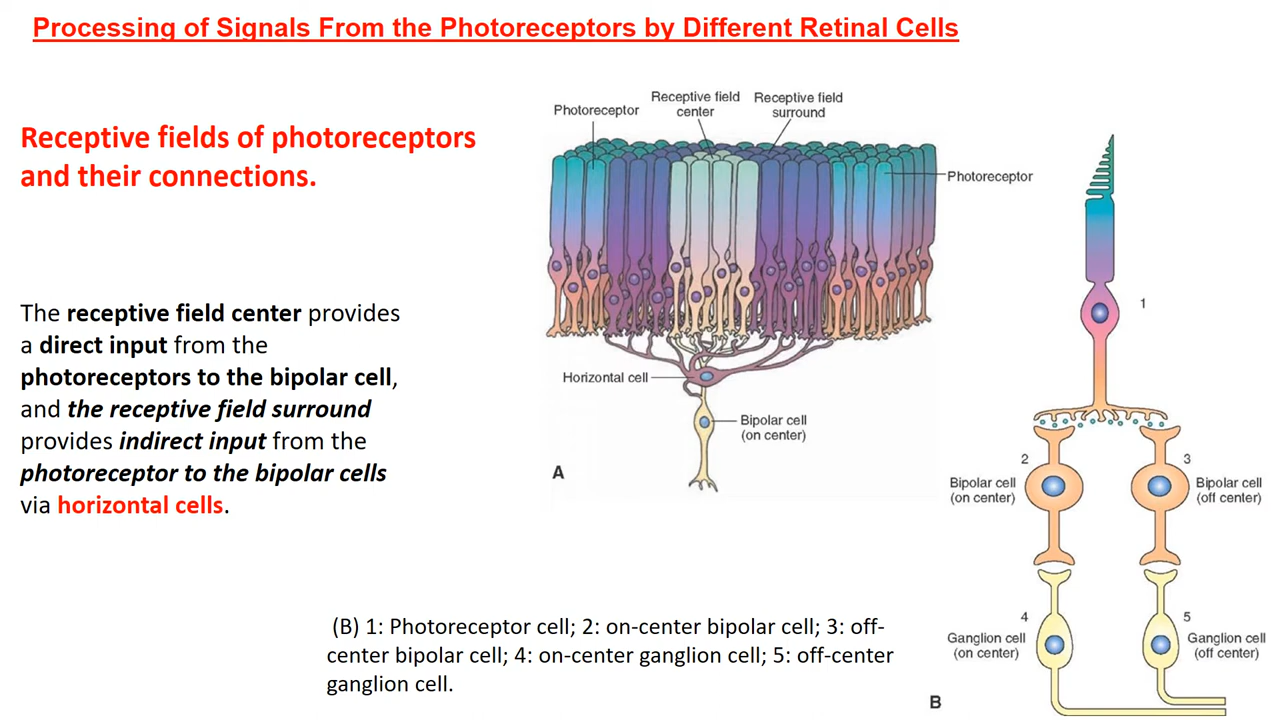 Processing of Signals From the Photoreceptors by Different Retinal Cells
Receptive fields of photoreceptors
and their connections.
The receptive field center provides
a direct input from the
photoreceptors to the bipolar cell,
and the receptive field surround
provides indirect input from the
photoreceptor to the bipolar cells
via horizontal cells.
Photoreceptor
Receptive field
center
Receptive field
surround
Photoreceptor
Horizontal cell
Bipolar cell
(on center)
A
1
2
Bipolar cell
(on center)
3
Bipolar cell
(off center)
4
Ganglion cell
(on center)
5
Ganglion cell
(off center)
B
(B) 1: Photoreceptor cell; 2: on-center bipolar cell; 3: off-
center bipolar cell; 4: on-center ganglion cell; 5: off-center
ganglion cell.